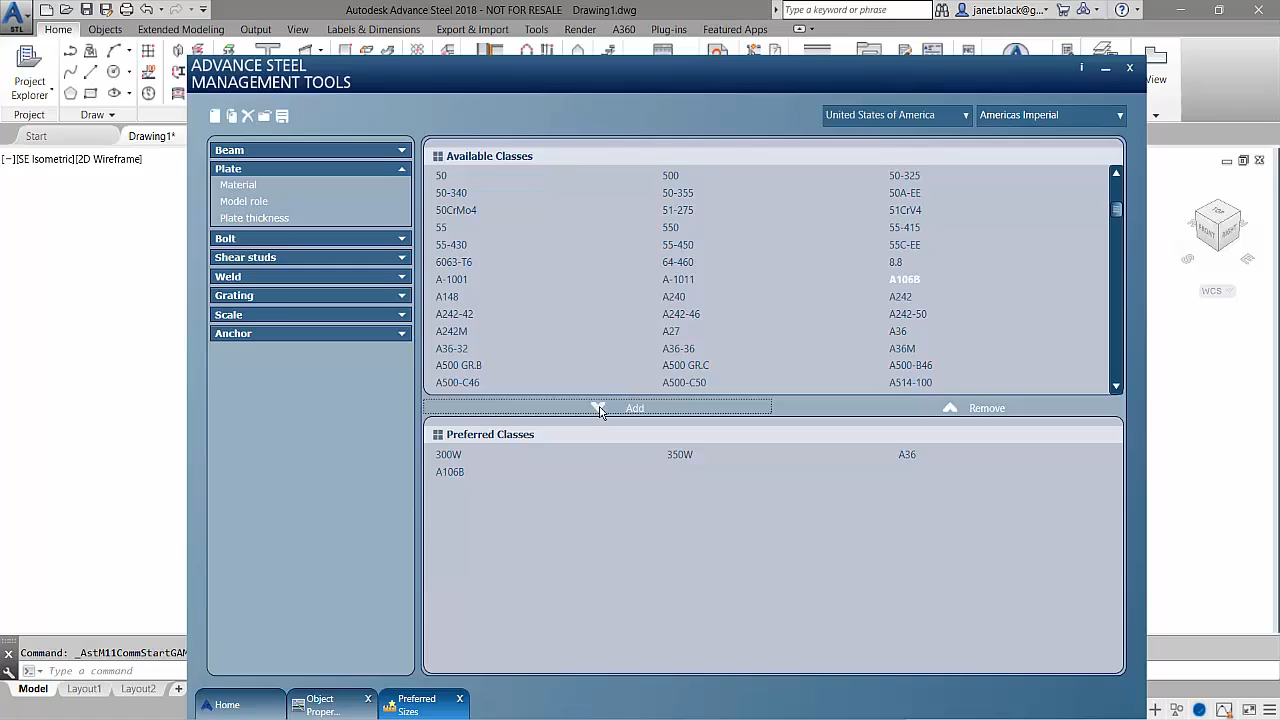 STL
Autodesk Advance Steel 2018 - NOT FOR RESALE Drawing1.dwg
Type a keyword or phrase
janet.black@g...
Home Objects Extended Modeling Output View Labels & Dimensions Export & Import Tools Render A360 Plug-ins Featured Apps
Project
Explorer
View
Project
Draw
Start
Drawing1*
[−][SE Isometric][2D Wireframe]
ADVANCE STEEL
MANAGEMENT TOOLS
i
X
United States of America
Americas Imperial
Beam
Plate
Material
Model role
Plate thickness
Bolt
Shear studs
Weld
Grating
Scale
Anchor
Available Classes
50 500 50-325
50-340 50-355 50A-EE
50CrMo4 51-275 51CrV4
55 550 55-415
55-430 55-450 55C-EE
6063-T6 64-460 8.8
A-1001 A-1011 A106B
A148 A240 A242
A242-42 A242-46 A242-50
A242M A27 A36
A36-32 A36-36 A36M
A500 GR.B A500 GR.C A500-B46
A500-C46 A500-C50 A514-100
Add
Remove
Preferred Classes
300W 350W A36
A106B
TOP
FRONT
RIGHT
WCS
Command: _AstM11CommStartGAM
Type a command
Model Layout1 Layout2 +
Home
Object
Proper...
X
Preferred
Sizes
X